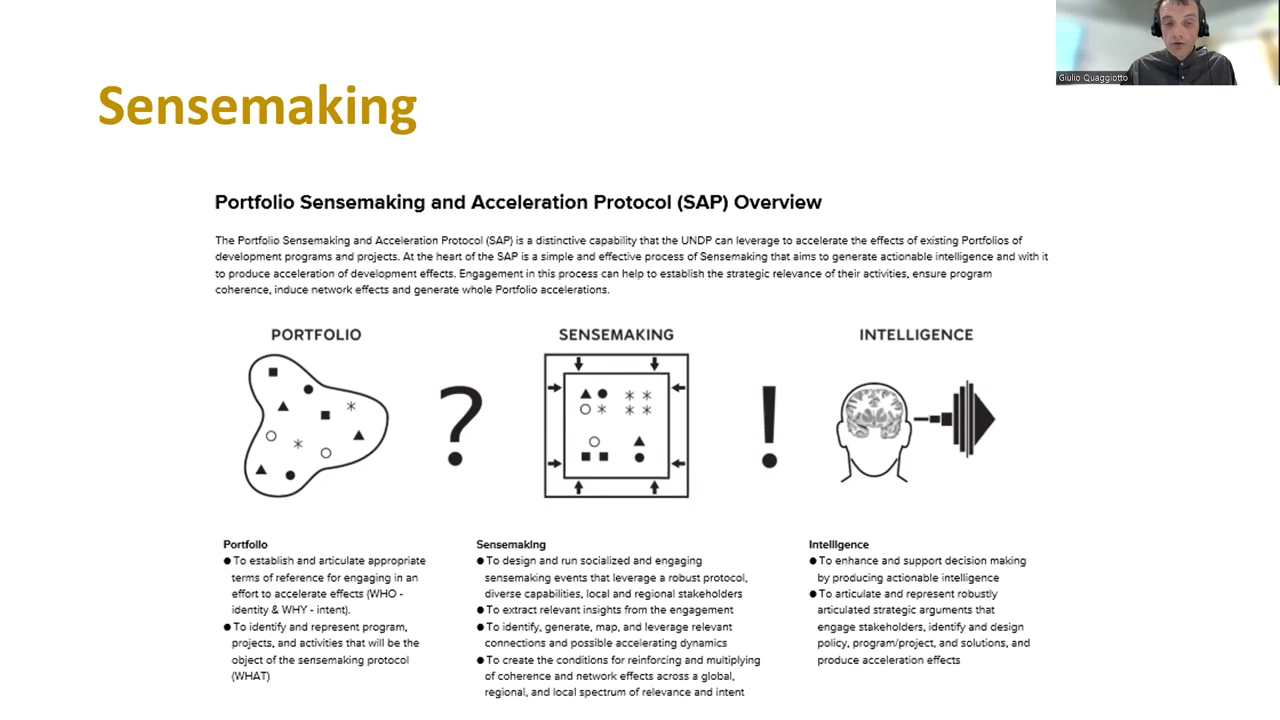 Giulio Quaggiotto
Sensemaking
Portfolio Sensemaking and Acceleration Protocol (SAP) Overview
The Portfolio Sensemaking and Acceleration Protocol (SAP) is a distinctive capability that the UNDP can leverage to accelerate the effects of existing Portfolios of
development programs and projects. At the heart of the SAP is a simple and effective process of Sensemaking that aims to generate actionable intelligence and with it
to produce acceleration of development effects. Engagement in this process can help to establish the strategic relevance of their activities, ensure program
coherence, induce network effects and generate whole Portfolio accelerations.
PORTFOLIO
SENSEMAKING
INTELLIGENCE
?
!
Portfolio
● To establish and articulate appropriate
terms of reference for engaging in an
effort to accelerate effects (WHO -
identity & WHY - intent).
● To identify and represent program,
projects, and activities that will be the
object of the sensemaking protocol
(WHAT)
Sensemaking
● To design and run socialized and engaging
sensemaking events that leverage a robust protocol,
diverse capabilities, local and regional stakeholders
● To extract relevant insights from the engagement
● To identify, generate, map, and leverage relevant
connections and possible accelerating dynamics
● To create the conditions for reinforcing and multiplying
of coherence and network effects across a global,
regional, and local spectrum of relevance and intent
Intelligence
● To enhance and support decision making
by producing actionable intelligence
● To articulate and represent robustly
articulated strategic arguments that
engage stakeholders, identify and design
policy, program/project, and solutions, and
produce acceleration effects